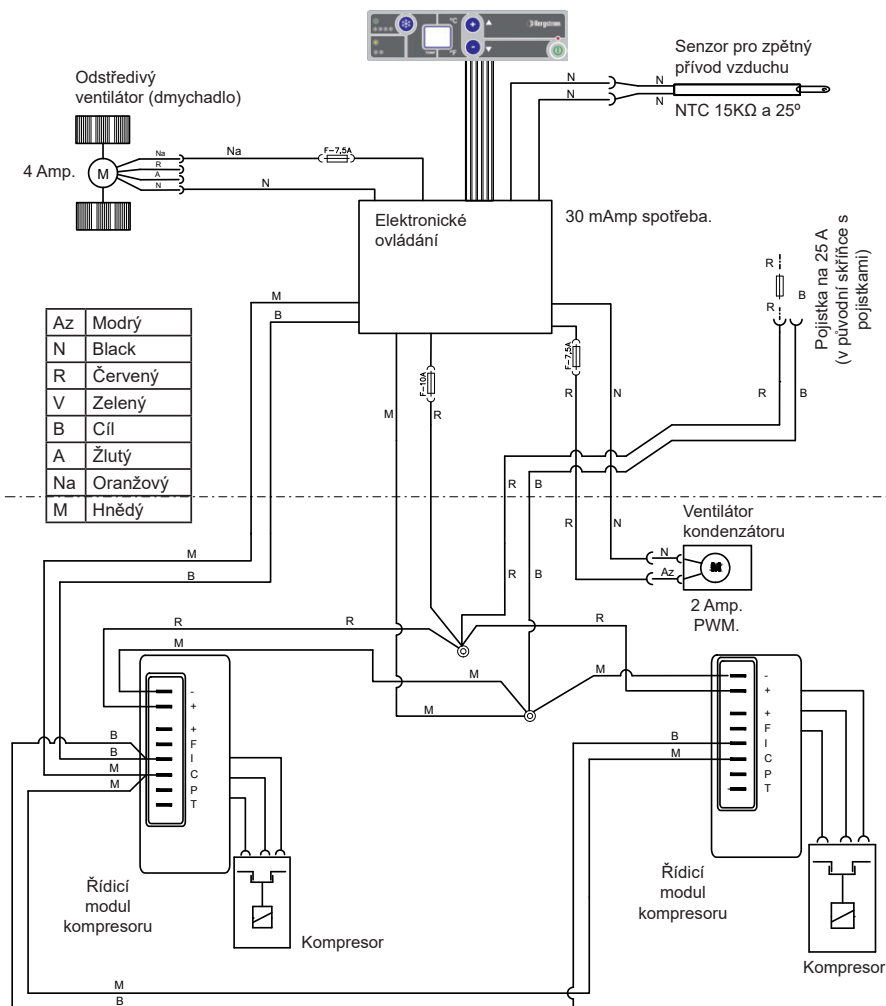 °C
Bergstrom
°F
Senzor pro zpětný
přívod vzduchu
NTC 15KΩ a 25º
N
N
N
N
Odstředivý
ventilátor (dmychadlo)
4 Amp.
M
Na
R
A
N
Na
N
F-7,5A
Elektronické
ovládání
30 mAmp spotřeba.
R
R
B
Pojistka na 25 A
(v původní skříňce s
pojistkami)
M
B
Az Modrý
N Black
R Červený
V Zelený
B Cíl
A Žlutý
Na Oranžový
M Hnědý
F-10A
F-7,5A
M
R
R
N
R
B
R
B
R
N
Ventilátor
kondenzátoru
N
Az
M
2 Amp.
PWM.
M
B
R
B
R
R
R
M
M
M
M
-
+
+
F
I
C
P
T
B
B
M
M
-
+
+
F
I
C
P
T
B
M
Řídicí
modul
kompresoru
Kompresor
Řídicí
modul
kompresoru
Kompresor
M
B